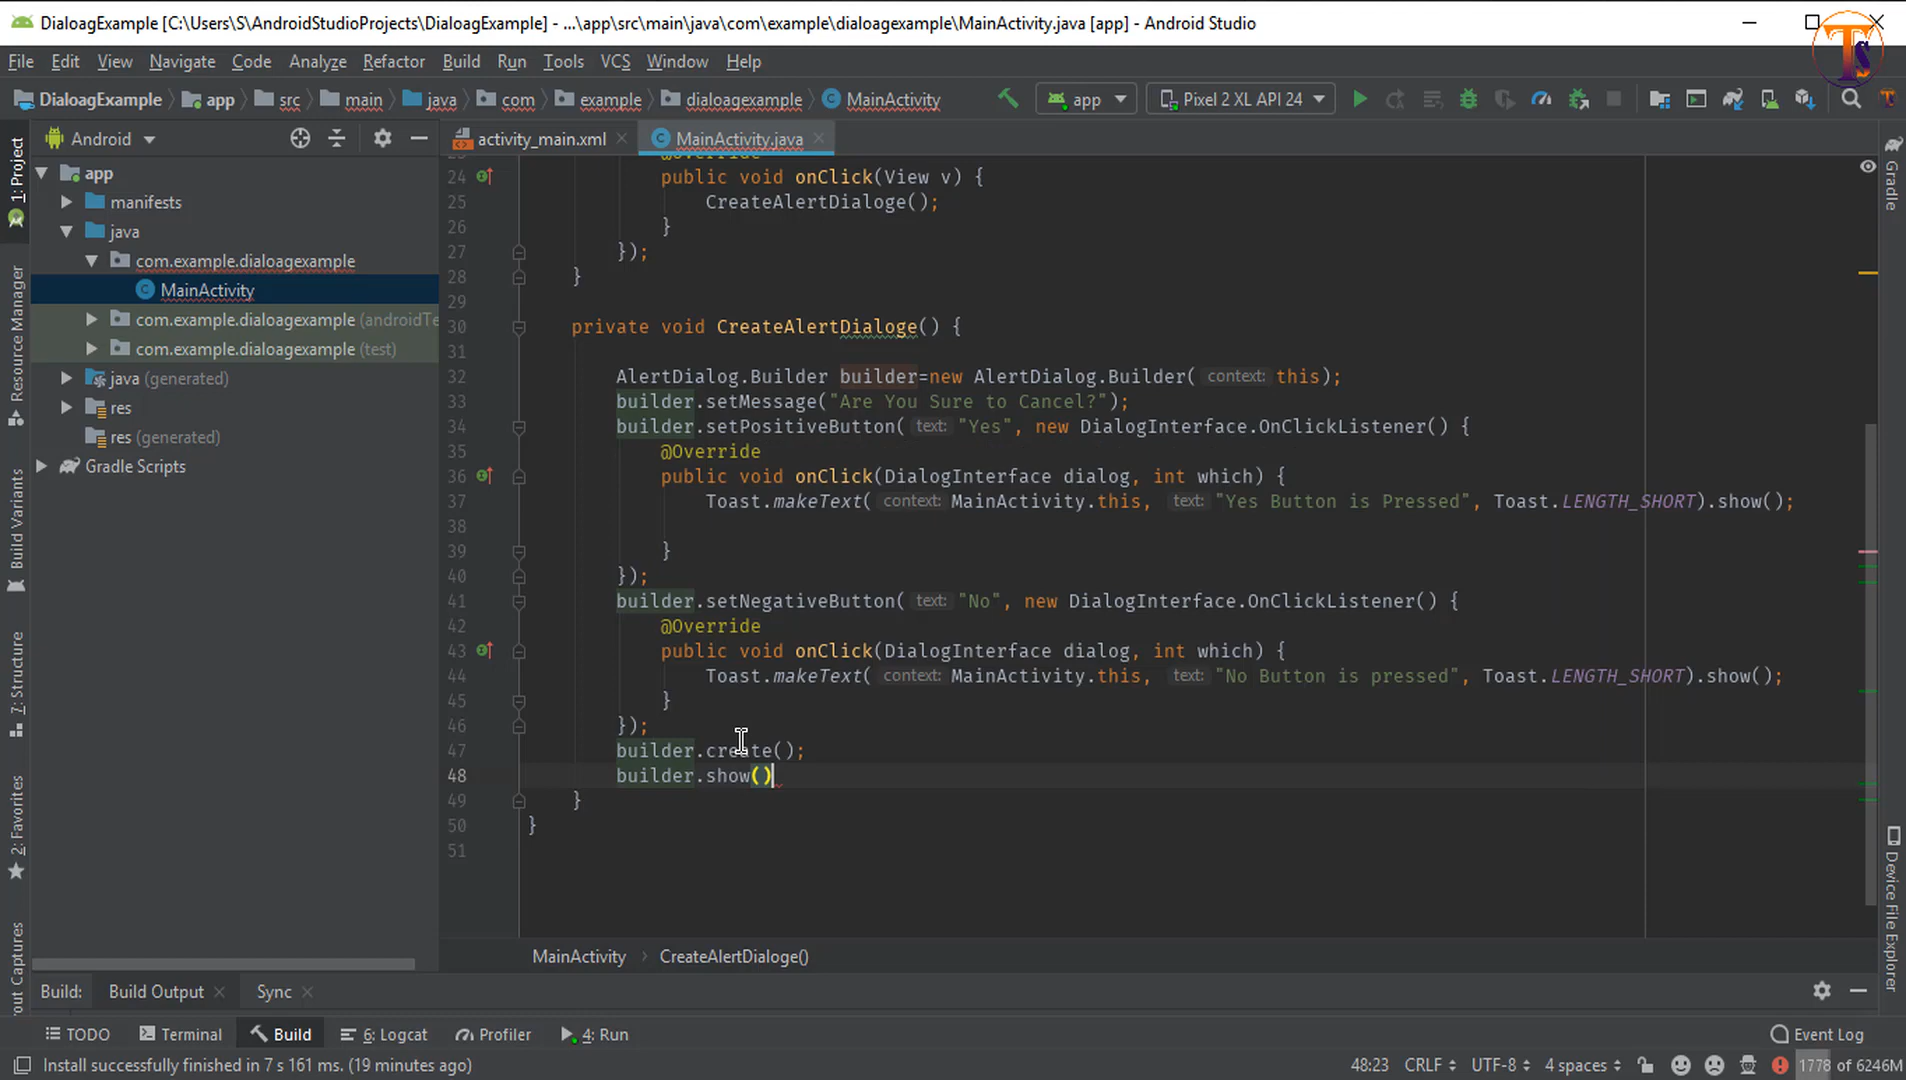 DialoagExample [C:\Users\S\AndroidStudioProjects\DialoagExample] - ...\app\src\main\java\com\example\dialoagexample\MainActivity.java [app] - Android Studio
File Edit View Navigate Code Analyze Refactor Build Run Tools VCS Window Help
DialoagExample app src main java com example dialoagexample MainActivity app Pixel 2 XL API 24
Android activity_main.xml MainActivity.java
app
manifests
java
com.example.dialoagexample
MainActivity
com.example.dialoagexample (androidTe
com.example.dialoagexample (test)
java (generated)
res
res (generated)
Gradle Scripts
1: Project
Resource Manager
Build Variants
7: Structure
2: Favorites
out Captures
23 @Override
24 public void onClick(View v) {
25 CreateAlertDialoge();
26 }
27 });
28 }
29
30 private void CreateAlertDialoge() {
31
32 AlertDialog.Builder builder=new AlertDialog.Builder( context: this);
33 builder.setMessage("Are You Sure to Cancel?");
34 builder.setPositiveButton( text: "Yes", new DialogInterface.OnClickListener() {
35 @Override
36 public void onClick(DialogInterface dialog, int which) {
37 Toast.makeText( context: MainActivity.this, text: "Yes Button is Pressed", Toast.LENGTH_SHORT).show();
38
39 }
40 });
41 builder.setNegativeButton( text: "No", new DialogInterface.OnClickListener() {
42 @Override
43 public void onClick(DialogInterface dialog, int which) {
44 Toast.makeText( context: MainActivity.this, text: "No Button is pressed", Toast.LENGTH_SHORT).show();
45 }
46 });
47 builder.create();
48 builder.show()
49 }
50 }
51
Gradle
Device File Explorer
MainActivity CreateAlertDialoge()
Build: Build Output Sync
TODO Terminal Build 6: Logcat Profiler 4: Run Event Log
Install successfully finished in 7 s 161 ms. (19 minutes ago) 48:23 CRLF UTF-8 4 spaces 1778 of 6246M
Ts